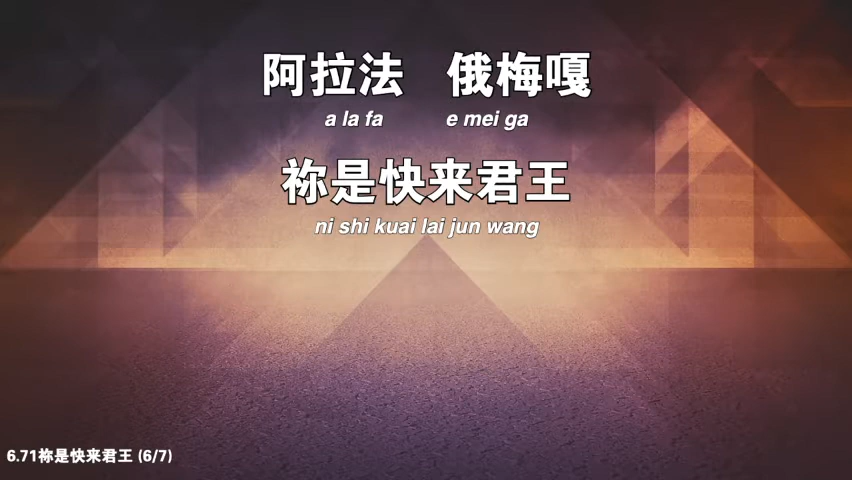 阿拉法 俄梅嘎
a la fa e mei ga
祢是快来君王
ni shi kuai lai jun wang
6.71祢是快来君王 (6/7)